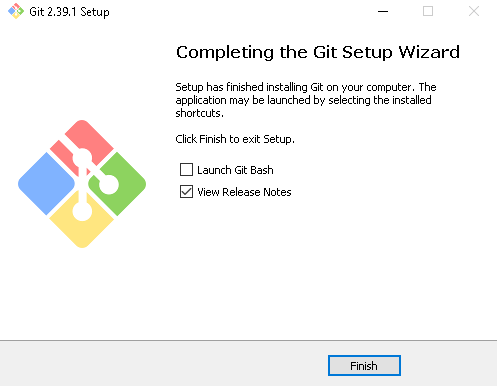 Git 2.39.1 Setup
Completing the Git Setup Wizard
Setup has finished installing Git on your computer. The
application may be launched by selecting the installed
shortcuts.
Click Finish to exit Setup.
Launch Git Bash
View Release Notes
Finish